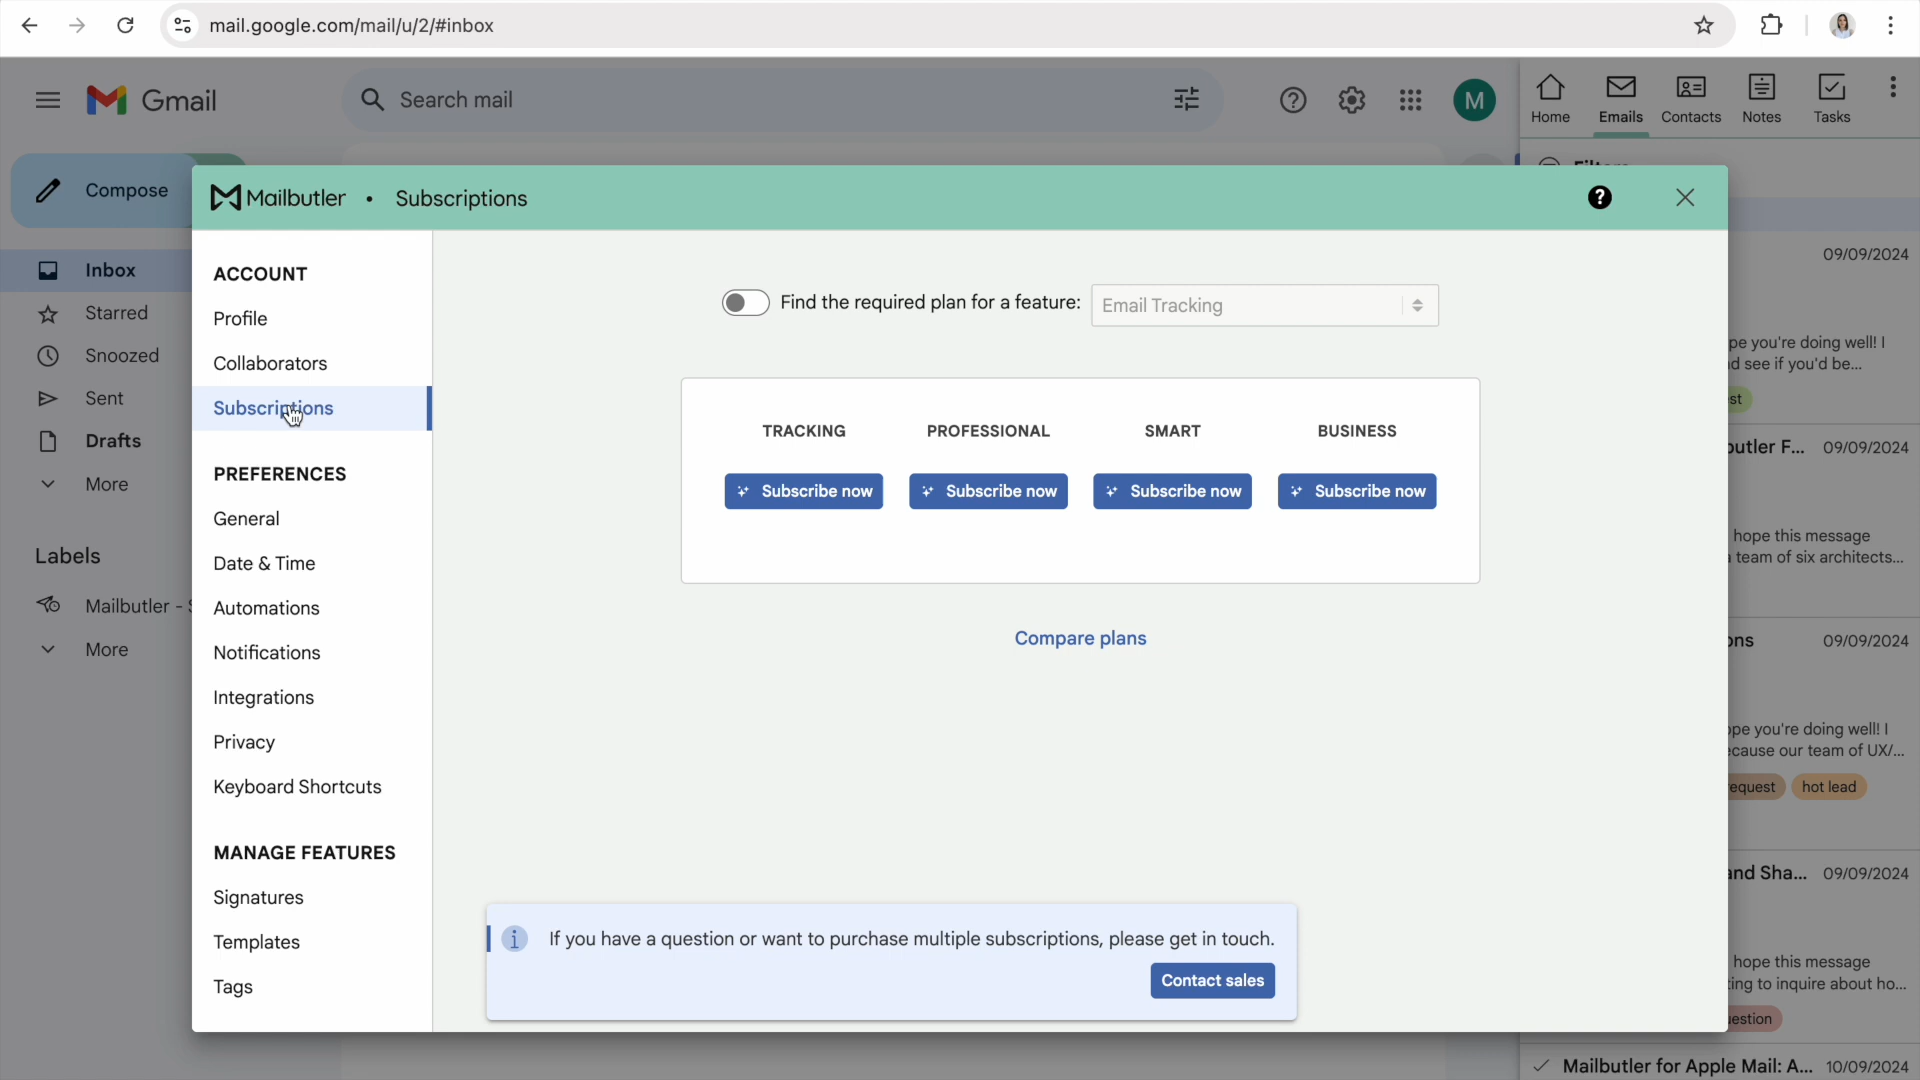 mail.google.com/mail/u/2/#inbox
Gmail
Search mail
M
Home
Emails
Contacts
Notes
Tasks
Compose
Inbox
Starred
Snoozed
Sent
Drafts
More
Labels
Mailbutler -
More
Mailbutler • Subscriptions
?
ACCOUNT
Profile
Collaborators
Subscriptions
PREFERENCES
General
Date & Time
Automations
Notifications
Integrations
Privacy
Keyboard Shortcuts
MANAGE FEATURES
Signatures
Templates
Tags
Find the required plan for a feature:
Email Tracking
TRACKING
PROFESSIONAL
SMART
BUSINESS
Subscribe now
Subscribe now
Subscribe now
Subscribe now
Compare plans
If you have a question or want to purchase multiple subscriptions, please get in touch.
Contact sales
09/09/2024
you're doing well! I
see if you'd be...
F... 09/09/2024
hope this message
team of six architects...
09/09/2024
you're doing well! I
our team of UX/...
hot lead
Sha... 09/09/2024
hope this message
to inquire about ho...
Mailbutler for Apple Mail: A... 10/09/2024